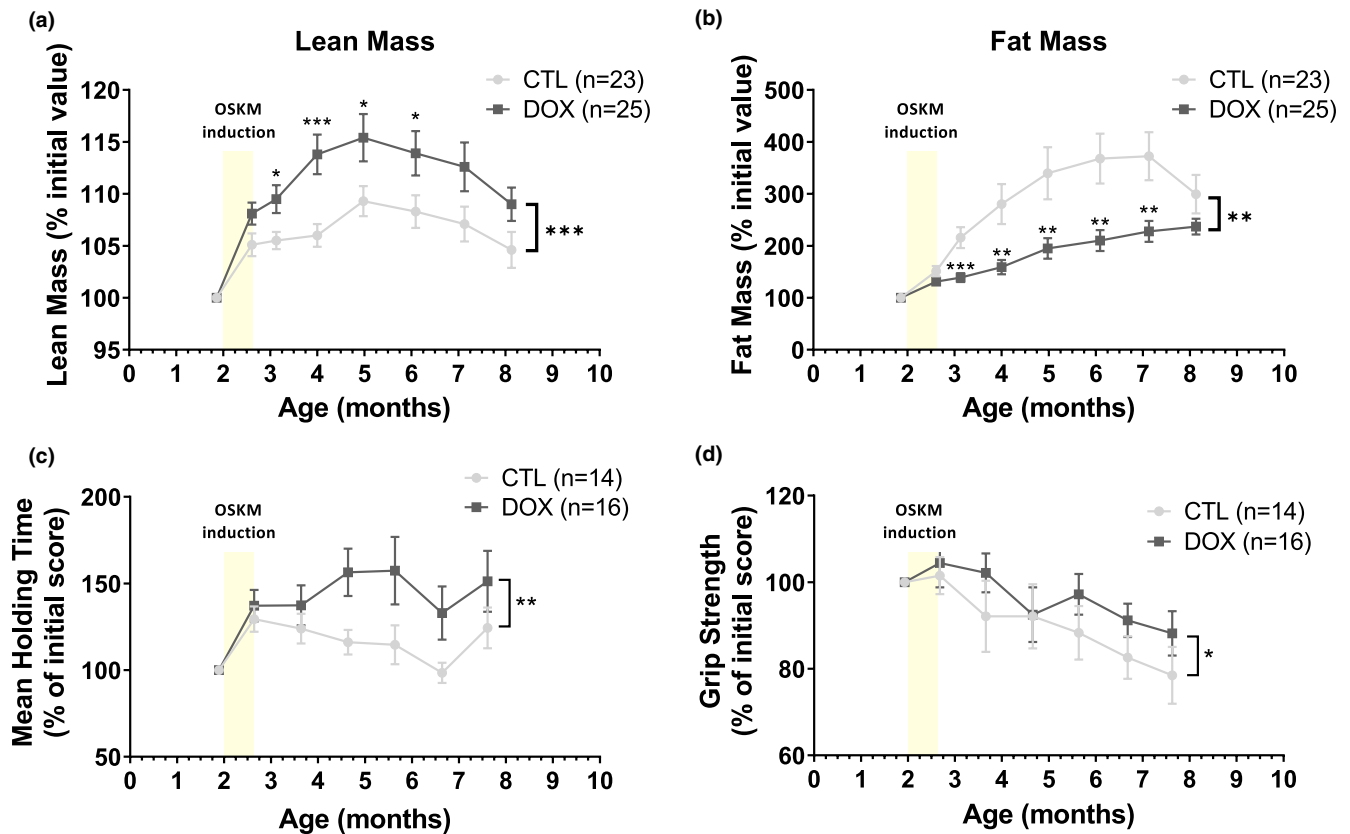 (a)
Lean Mass
CTL (n=23)
DOX (n=25)
OSKM
induction
Lean Mass (% initial value)
120
115
110
105
100
95
*
***
*
*
***
0 1 2 3 4 5 6 7 8 9 10
Age (months)
(b)
Fat Mass
CTL (n=23)
DOX (n=25)
OSKM
induction
Fat Mass (% initial value)
500
400
300
200
100
0
***
**
**
**
**
**
0 1 2 3 4 5 6 7 8 9 10
Age (months)
(c)
CTL (n=14)
DOX (n=16)
OSKM
induction
Mean Holding Time
(% of initial score)
200
150
100
50
**
0 1 2 3 4 5 6 7 8 9 10
Age (months)
(d)
CTL (n=14)
DOX (n=16)
OSKM
induction
Grip Strength
(% of initial score)
120
100
80
60
*
0 1 2 3 4 5 6 7 8 9 10
Age (months)